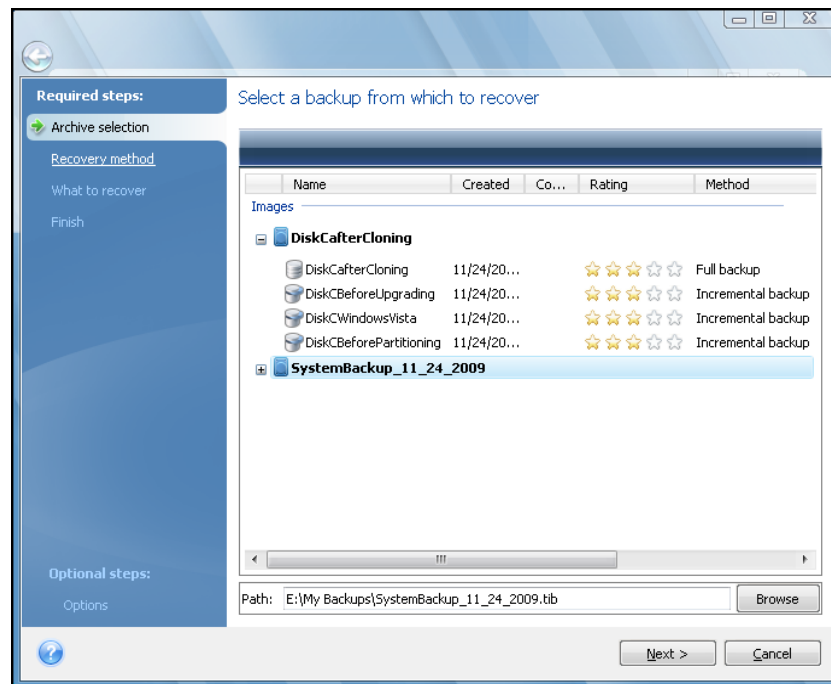 Required steps:
Archive selection
Recovery method
What to recover
Finish
Optional steps:
Options
Select a backup from which to recover
Name Created Co... Rating Method
Images
DiskCafterCloning
DiskCafterCloning 11/24/20... Full backup
DiskCBeforeUpgrading 11/24/20... Incremental backup
DiskCWindowsVista 11/24/20... Incremental backup
DiskCBeforePartitioning 11/24/20... Incremental backup
SystemBackup_11_24_2009
Path: E:\My Backups\SystemBackup_11_24_2009.tib Browse
Next > Cancel